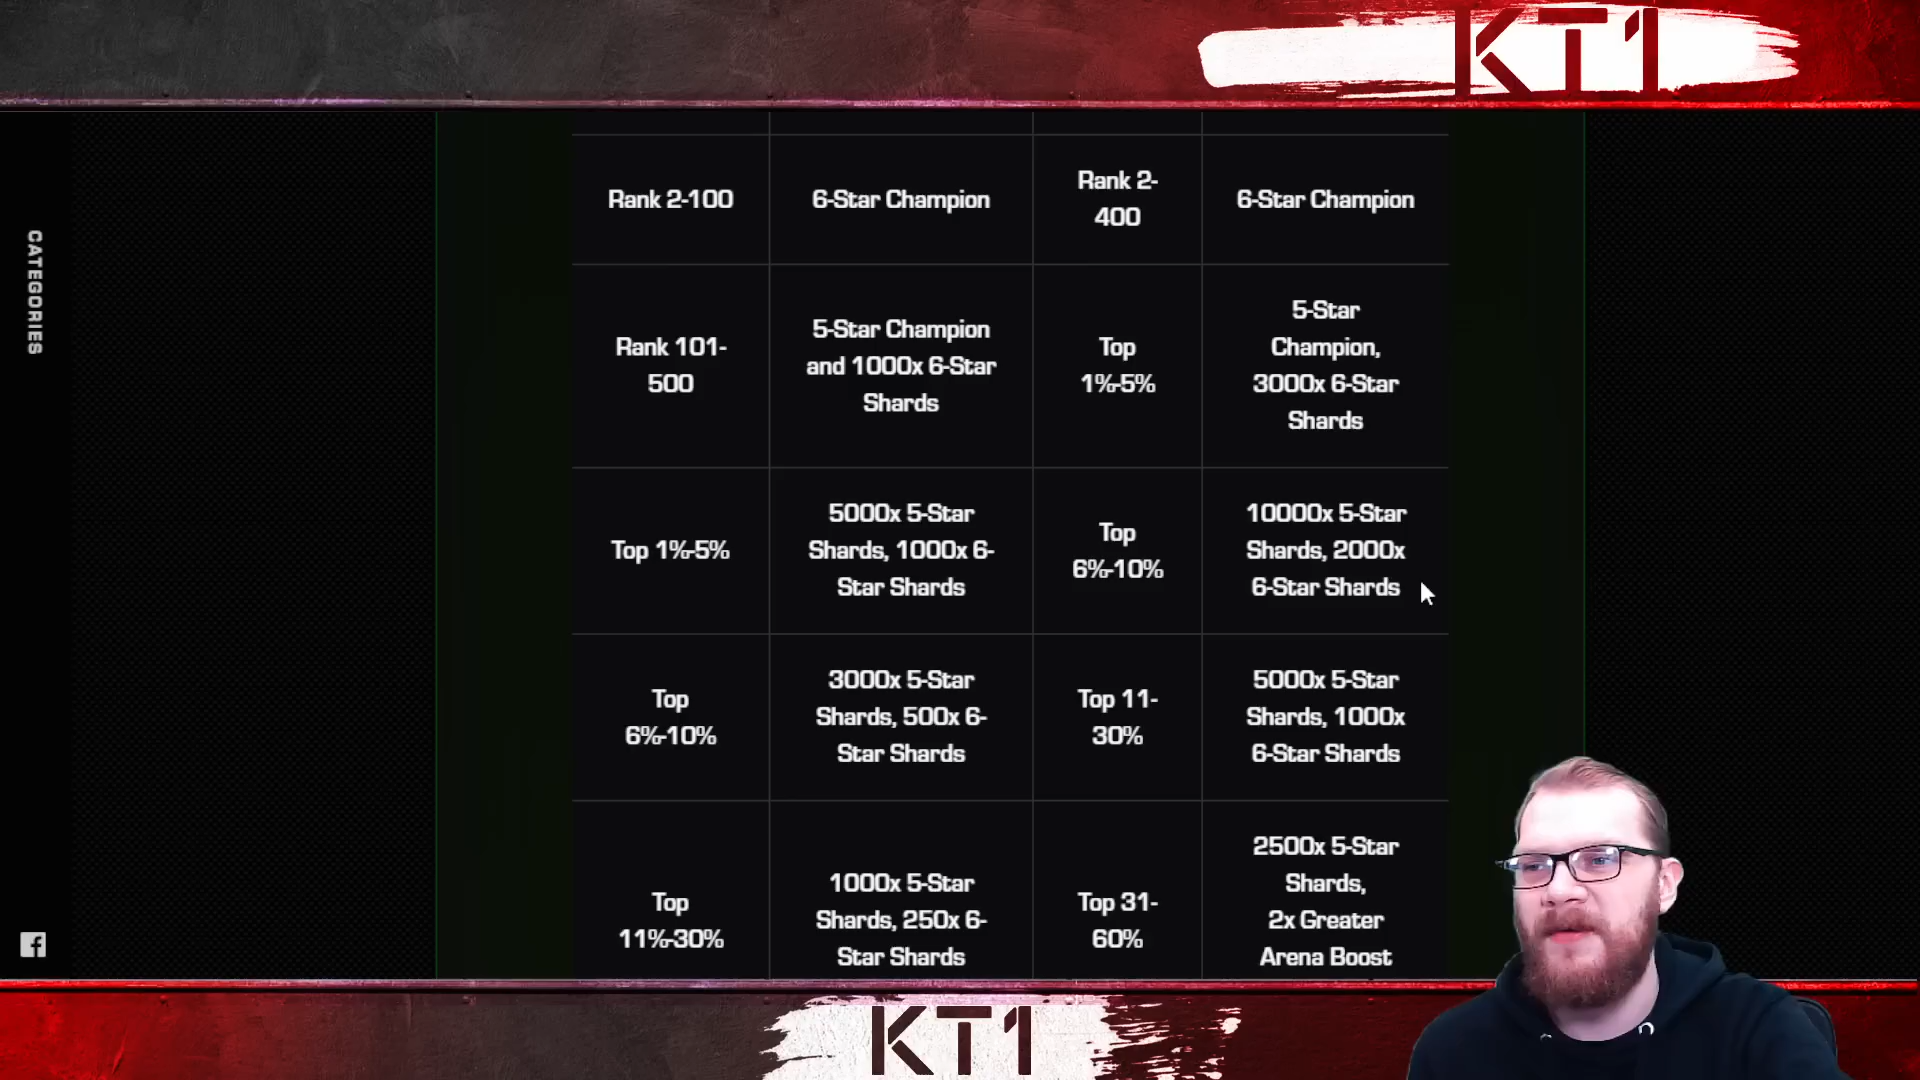 KT1
CATEGORIES
Rank 2-100
6-Star Champion
Rank 2-
400
6-Star Champion
Rank 101-
500
5-Star Champion
and 1000x 6-Star
Shards
Top
1%-5%
5-Star
Champion,
3000x 6-Star
Shards
Top 1%-5%
5000x 5-Star
Shards, 1000x 6-
Star Shards
Top
6%-10%
10000x 5-Star
Shards, 2000x
6-Star Shards
Top
6%-10%
3000x 5-Star
Shards, 500x 6-
Star Shards
Top 11-
30%
5000x 5-Star
Shards, 1000x
6-Star Shards
Top
11%-30%
1000x 5-Star
Shards, 250x 6-
Star Shards
Top 31-
60%
2500x 5-Star
Shards,
2x Greater
Arena Boost
KT1